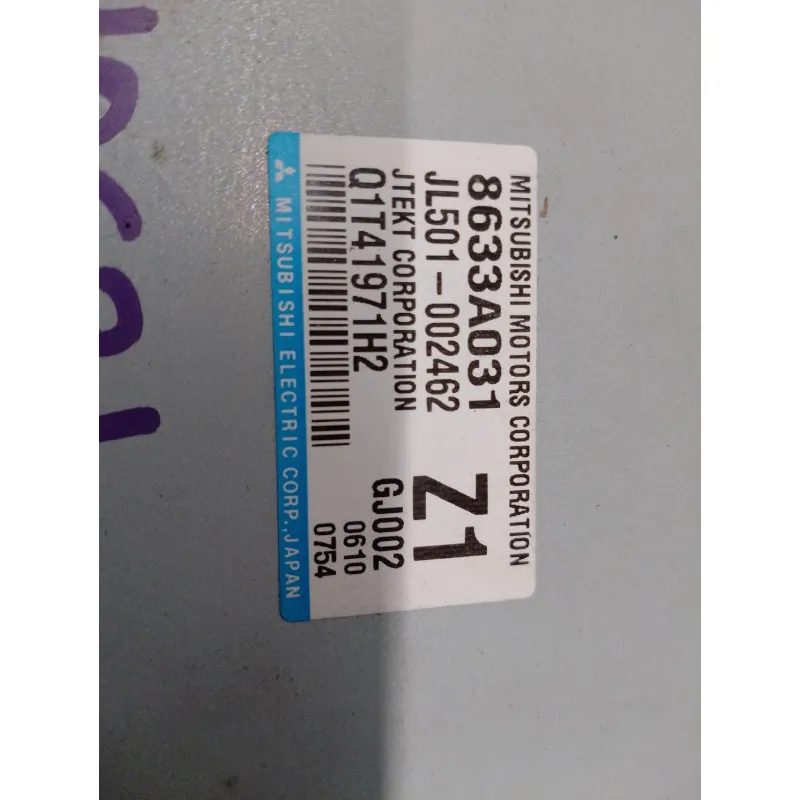 MITSUBISHI MOTORS CORPORATION
8633A031
Z1
JL501-002462
JTEKT CORPORATION
GJ002
Q1T41971H2
0610
0754
MITSUBISHI ELECTRIC CORP.,JAPAN